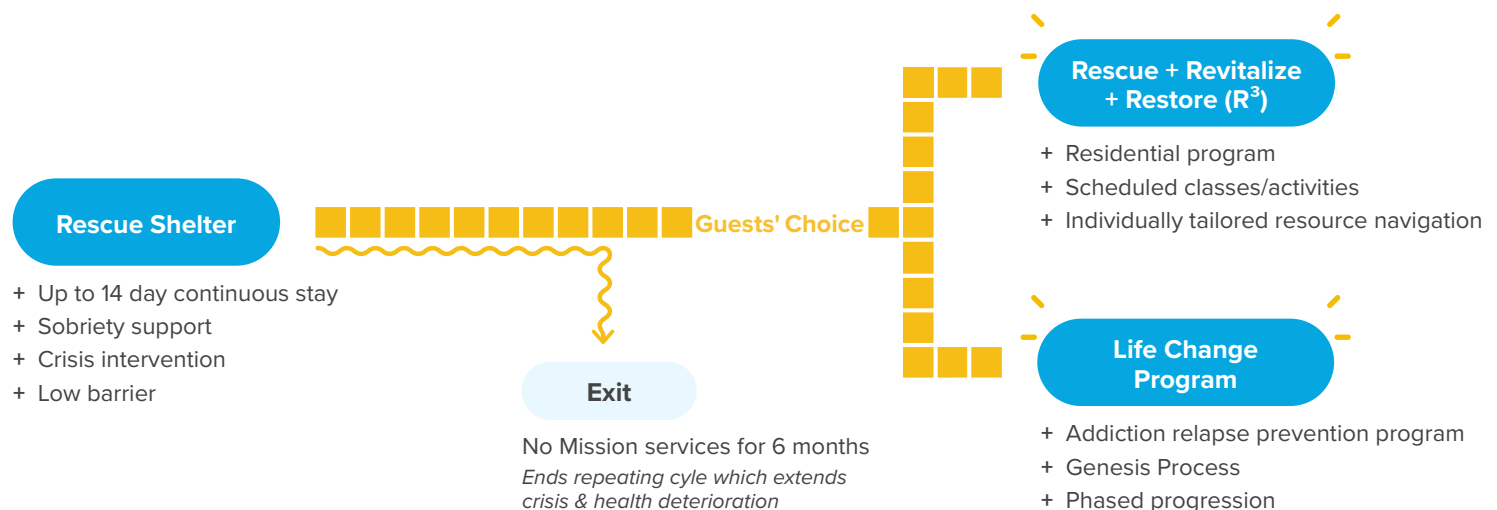 Rescue Shelter
+ Up to 14 day continuous stay
+ Sobriety support
+ Crisis intervention
+ Low barrier
Guests' Choice
Exit
No Mission services for 6 months
Ends repeating cyle which extends
crisis & health deterioration
Rescue + Revitalize
+ Restore (R³)
+ Residential program
+ Scheduled classes/activities
+ Individually tailored resource navigation
Life Change
Program
+ Addiction relapse prevention program
+ Genesis Process
+ Phased progression